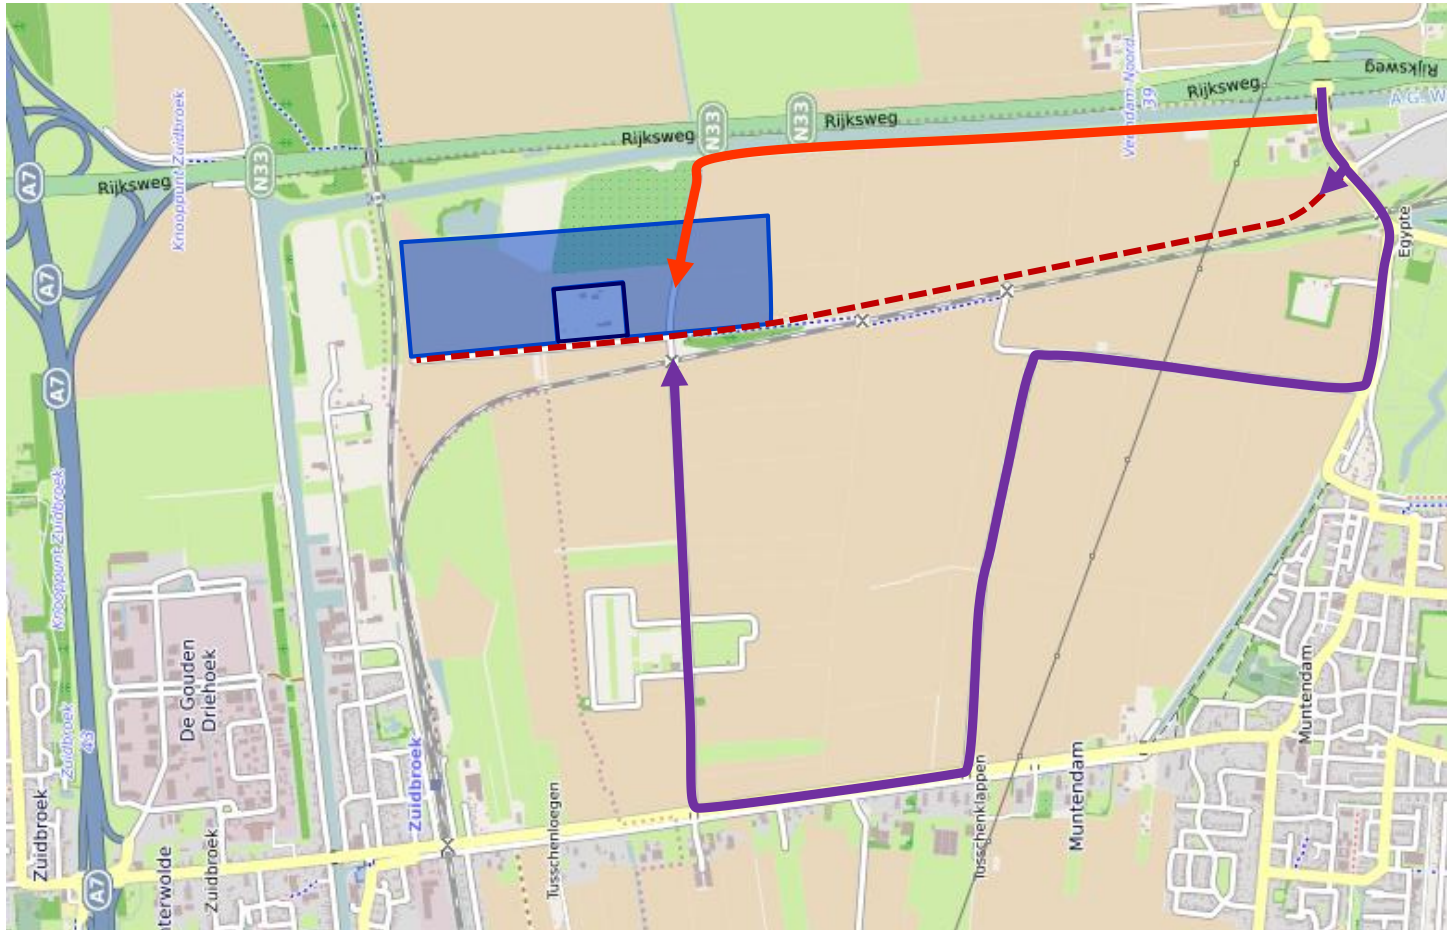 Knooppunt Zuidbroek
A7
Rijksweg
N33
Rijksweg
N33
N33
Rijksweg
Veendam-Noord
39
Rijksweg
Rijksweg
A.G. W
Egypte
A7
A7
Knooppunt Zuidbroek
De Gouden
Driehoek
Zuidbroek
43
Zuidbroek
Zuidbroek
A7
terwolde
Zuidbroek
Tusschenloegen
Tusschenklappen
Muntendam
Muntendam